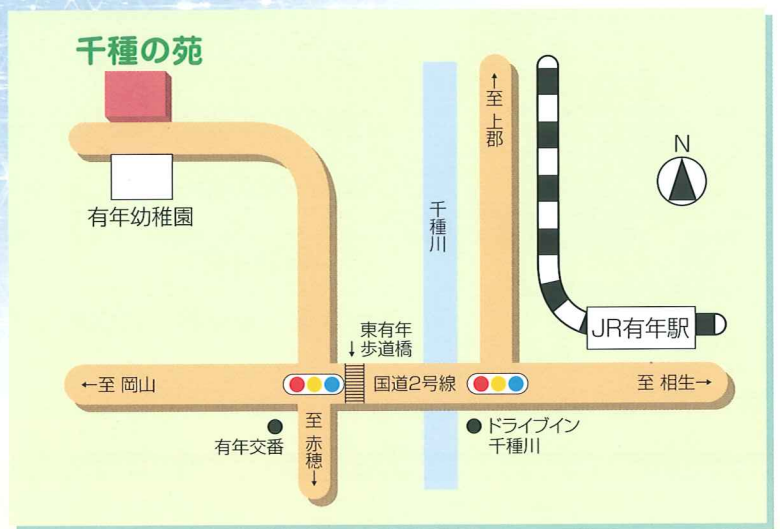 千種の苑
有年幼稚園
千種川
↑至 上郡
N
JR有年駅
東有年
↓歩道橋
←至 岡山
国道2号線
至 相生→
有年交番
至 赤穂↓
ドライブイン
千種川